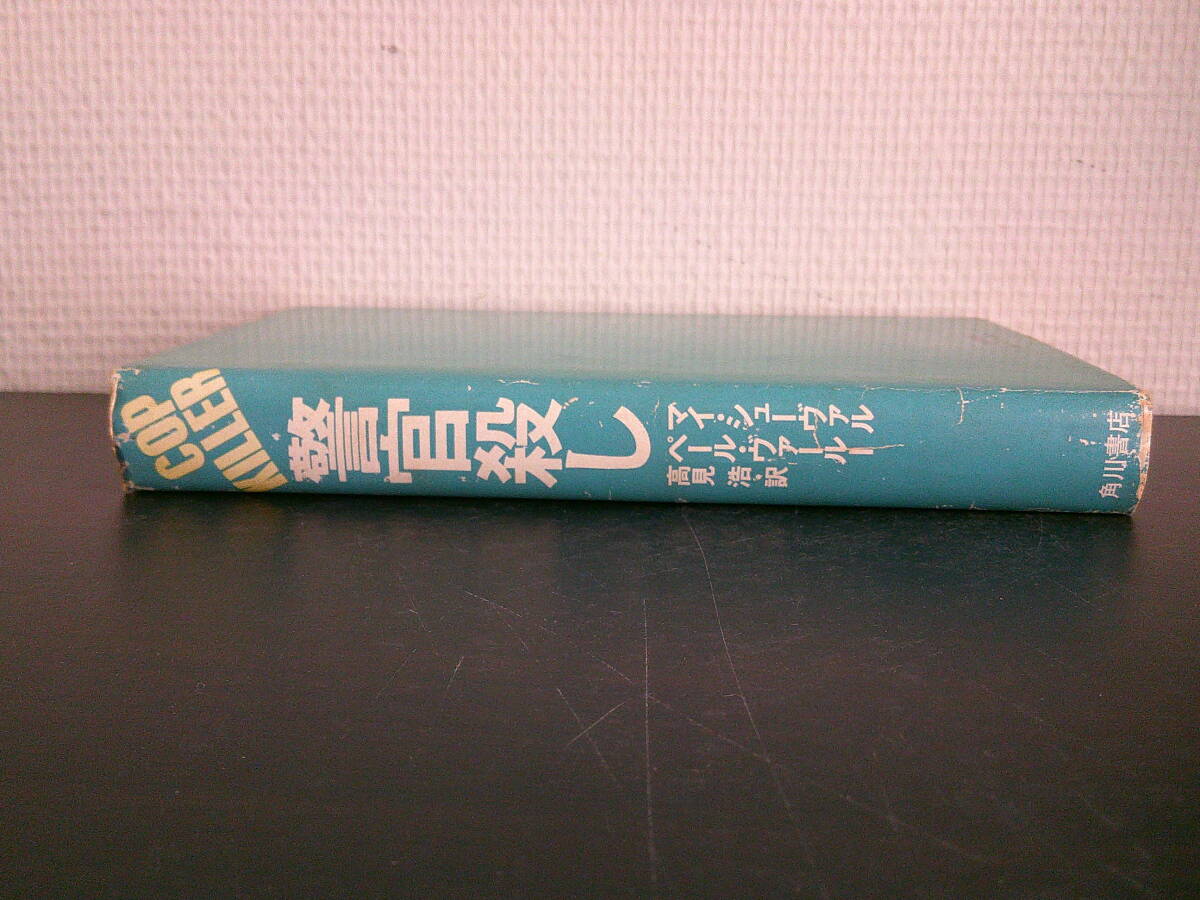 COP
KILLER
警官殺し
マイ・シューヴァル
ペール・ヴァールー
高見 浩・訳
角川書店